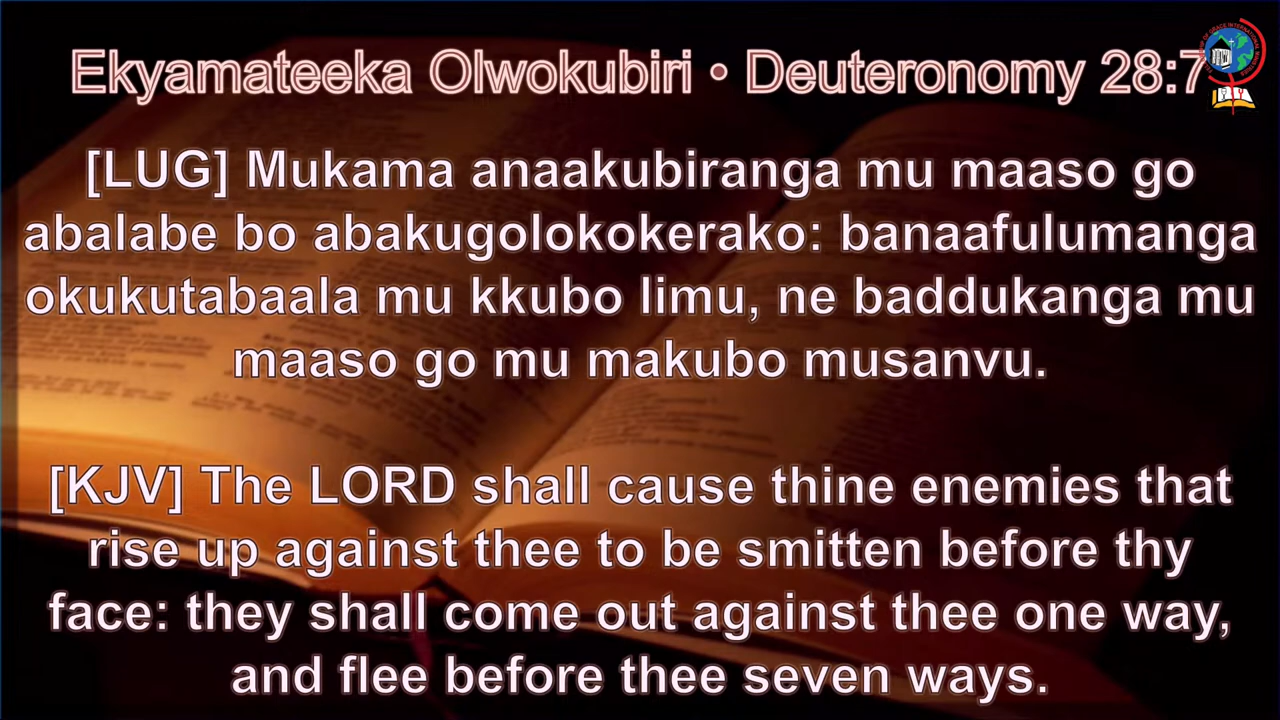 Ekyamateeka Olwokubiri • Deuteronomy 28:7
[LUG] Mukama anaakubiranga mu maaso go
abalabe bo abakugolokokerako: banaafulumanga
okukutabaala mu kkubo limu, ne baddukanga mu
maaso go mu makubo musanvu.
[KJV] The LORD shall cause thine enemies that
rise up against thee to be smitten before thy
face: they shall come out against thee one way,
and flee before thee seven ways.